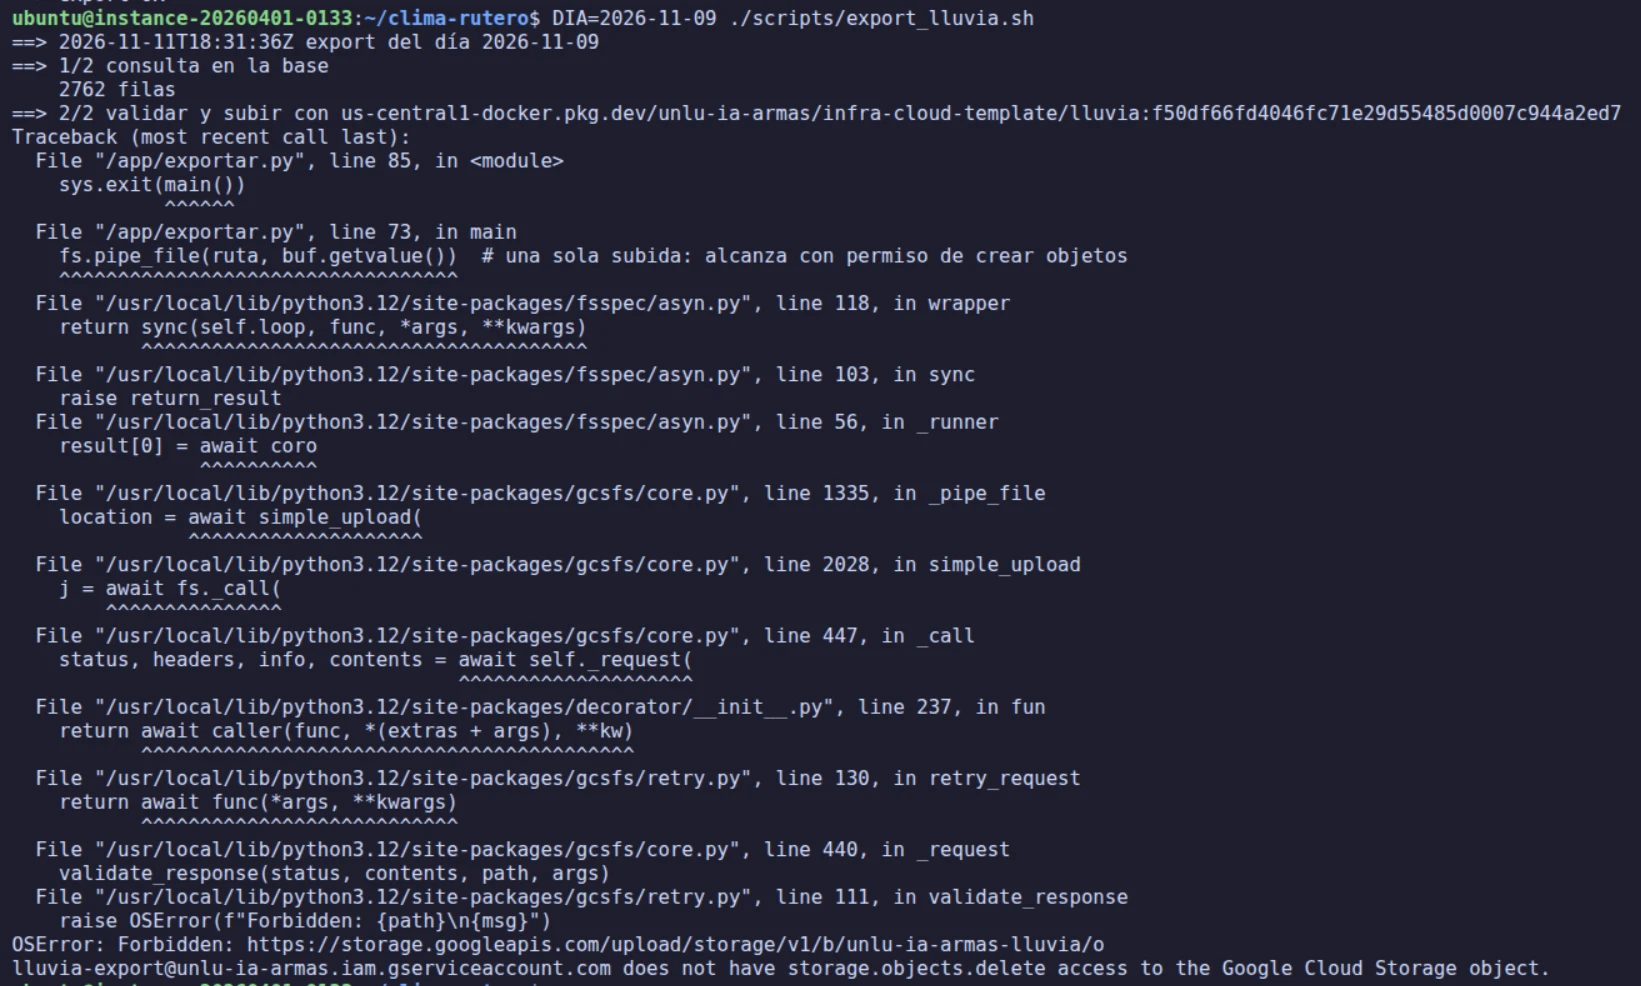 ubuntu@instance-20260401-0133:~/clima-rutero$ DIA=2026-11-09 ./scripts/export_lluvia.sh
==> 2026-11-11T18:31:36Z export del día 2026-11-09
==> 1/2 consulta en la base
    2762 filas
==> 2/2 validar y subir con us-central1-docker.pkg.dev/unlu-ia-armas/infra-cloud-template/lluvia:f50df66fd4046fc71e29d55485d0007c944a2ed7
Traceback (most recent call last):
  File "/app/exportar.py", line 85, in <module>
    sys.exit(main())
             ^^^^^^
  File "/app/exportar.py", line 73, in main
    fs.pipe_file(ruta, buf.getvalue())  # una sola subida: alcanza con permiso de crear objetos
    ^^^^^^^^^^^^^^^^^^^^^^^^^^^^^^^^^^
  File "/usr/local/lib/python3.12/site-packages/fsspec/asyn.py", line 118, in wrapper
    return sync(self.loop, func, *args, **kwargs)
           ^^^^^^^^^^^^^^^^^^^^^^^^^^^^^^^^^^^^^^
  File "/usr/local/lib/python3.12/site-packages/fsspec/asyn.py", line 103, in sync
    raise return_result
  File "/usr/local/lib/python3.12/site-packages/fsspec/asyn.py", line 56, in _runner
    result[0] = await coro
                ^^^^^^^^^^
  File "/usr/local/lib/python3.12/site-packages/gcsfs/core.py", line 1335, in _pipe_file
    location = await simple_upload(
               ^^^^^^^^^^^^^^^^^^^^
  File "/usr/local/lib/python3.12/site-packages/gcsfs/core.py", line 2028, in simple_upload
    j = await fs._call(
        ^^^^^^^^^^^^^^^
  File "/usr/local/lib/python3.12/site-packages/gcsfs/core.py", line 447, in _call
    status, headers, info, contents = await self._request(
                                      ^^^^^^^^^^^^^^^^^^^^
  File "/usr/local/lib/python3.12/site-packages/decorator/__init__.py", line 237, in fun
    return await caller(func, *(extras + args), **kw)
           ^^^^^^^^^^^^^^^^^^^^^^^^^^^^^^^^^^^^^^^^^^
  File "/usr/local/lib/python3.12/site-packages/gcsfs/retry.py", line 130, in retry_request
    return await func(*args, **kwargs)
           ^^^^^^^^^^^^^^^^^^^^^^^^^^^
  File "/usr/local/lib/python3.12/site-packages/gcsfs/core.py", line 440, in _request
    validate_response(status, contents, path, args)
  File "/usr/local/lib/python3.12/site-packages/gcsfs/retry.py", line 111, in validate_response
    raise OSError(f"Forbidden: {path}\n{msg}")
OSError: Forbidden: https://storage.googleapis.com/upload/storage/v1/b/unlu-ia-armas-lluvia/o
lluvia-export@unlu-ia-armas.iam.gserviceaccount.com does not have storage.objects.delete access to the Google Cloud Storage object.